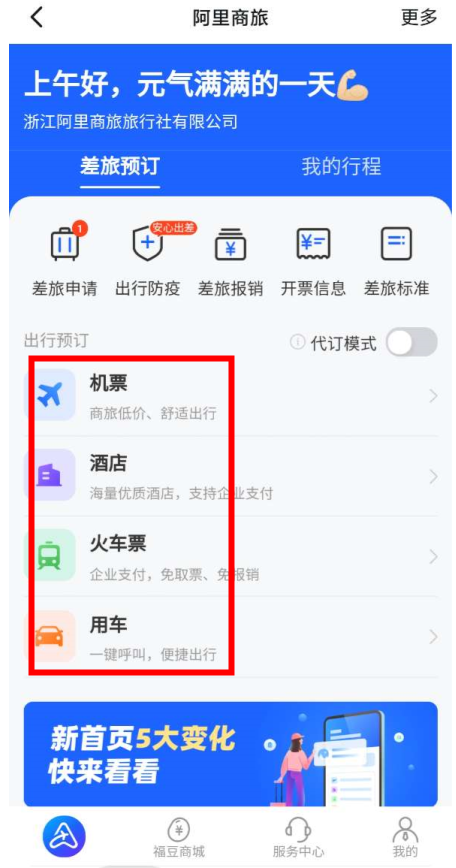 阿里商旅
更多
上午好，元气满满的一天💪
浙江阿里商旅旅行社有限公司
差旅预订
我的行程
1
安心出差
差旅申请
出行防疫
差旅报销
开票信息
差旅标准
出行预订
代订模式
机票
商旅低价、舒适出行
酒店
海量优质酒店，支持企业支付
火车票
企业支付，免取票、免报销
用车
一键呼叫，便捷出行
新首页5大变化
快来看看
福豆商城
服务中心
我的